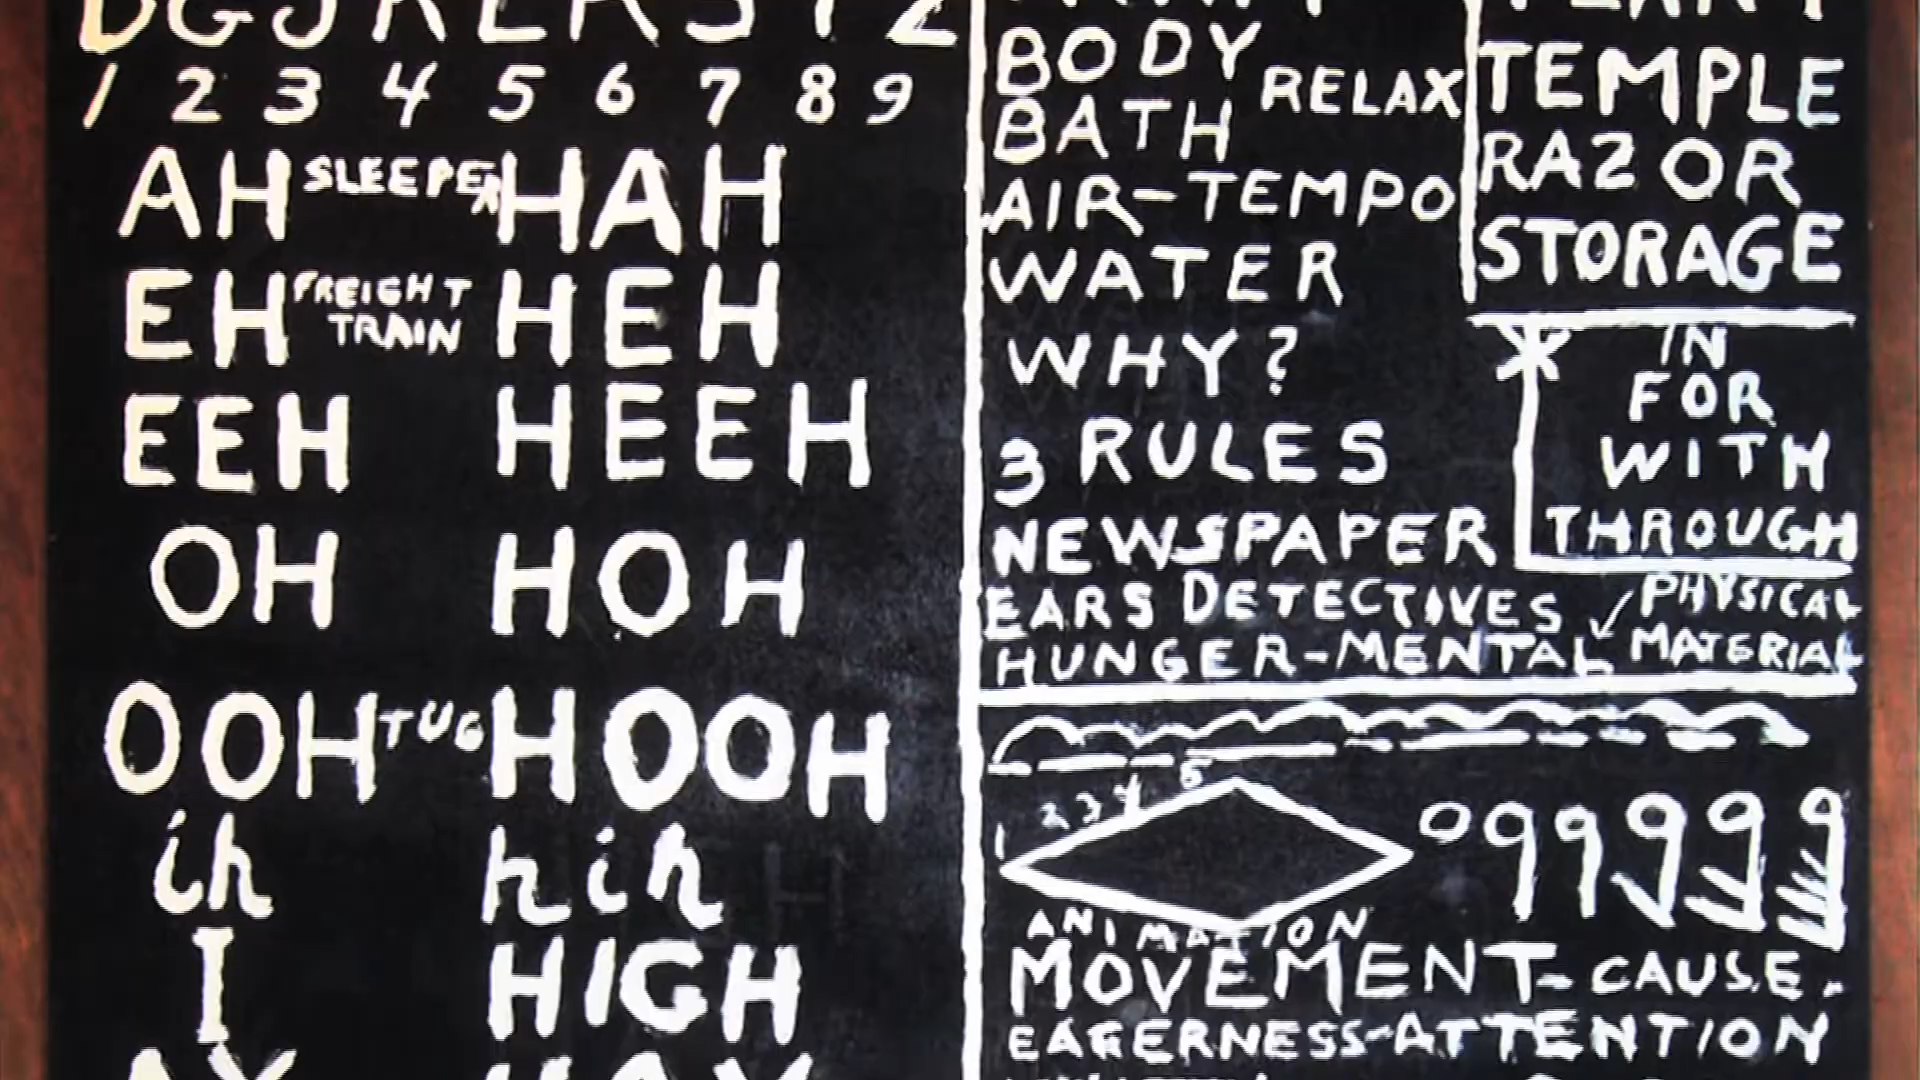 DGJKLRSTZ
1 2 3 4 5 6 7 8 9
AH SLEEPER HAH
EH FREIGHT TRAIN HEH
EEH HEEH
OH HOH
OOH TUG HOOH
ih hih
I HIGH
AY HAY
BODY RELAX
BATH
AIR-TEMPO
WATER
WHY?
3 RULES
NEWSPAPER
EARS DETECTIVES
HUNGER-MENTAL
TEMPLE
RAZOR
STORAGE
IN
FOR
WITH
THROUGH
PHYSICAL
MATERIAL
1 2 3 4 5
ANIMATION
MOVEMENT-CAUSE.
EAGERNESS-ATTENTION